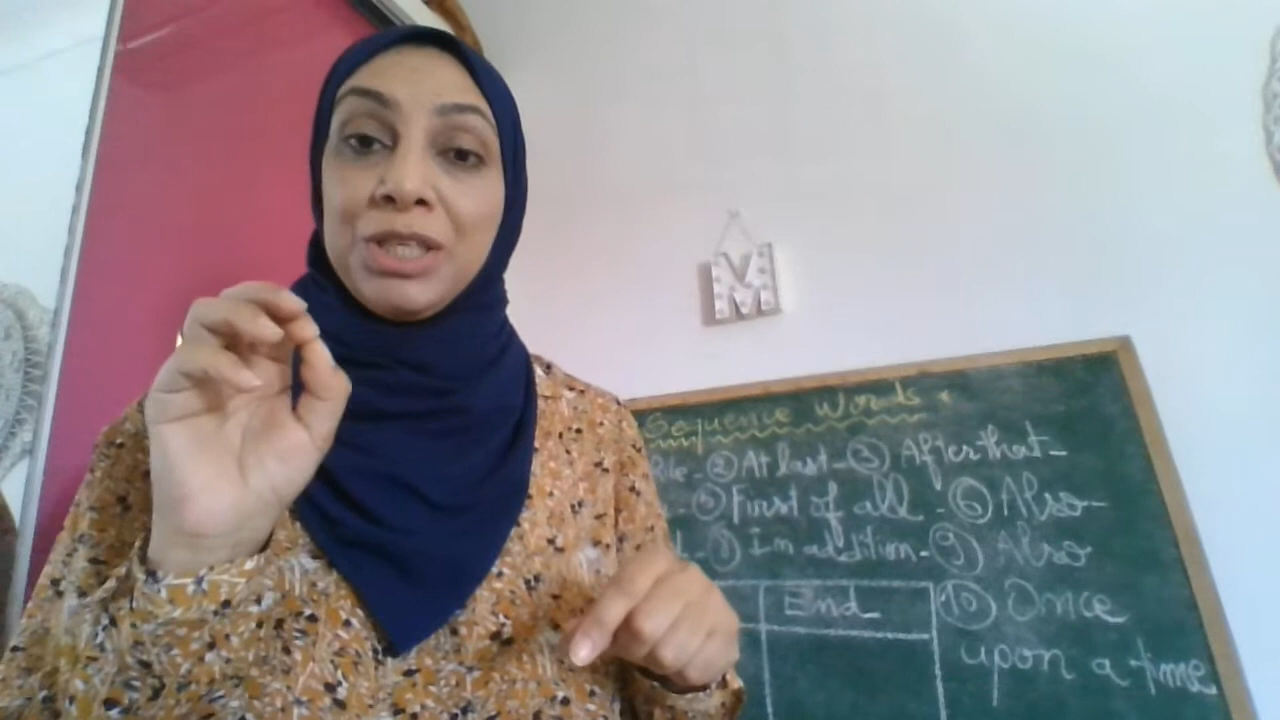 M
Sequence Words.
② At last - ③ After that -
⑤ First of all - ⑥ Also -
⑧ In addition - ⑨ Also
End
⑩ Once
upon a time